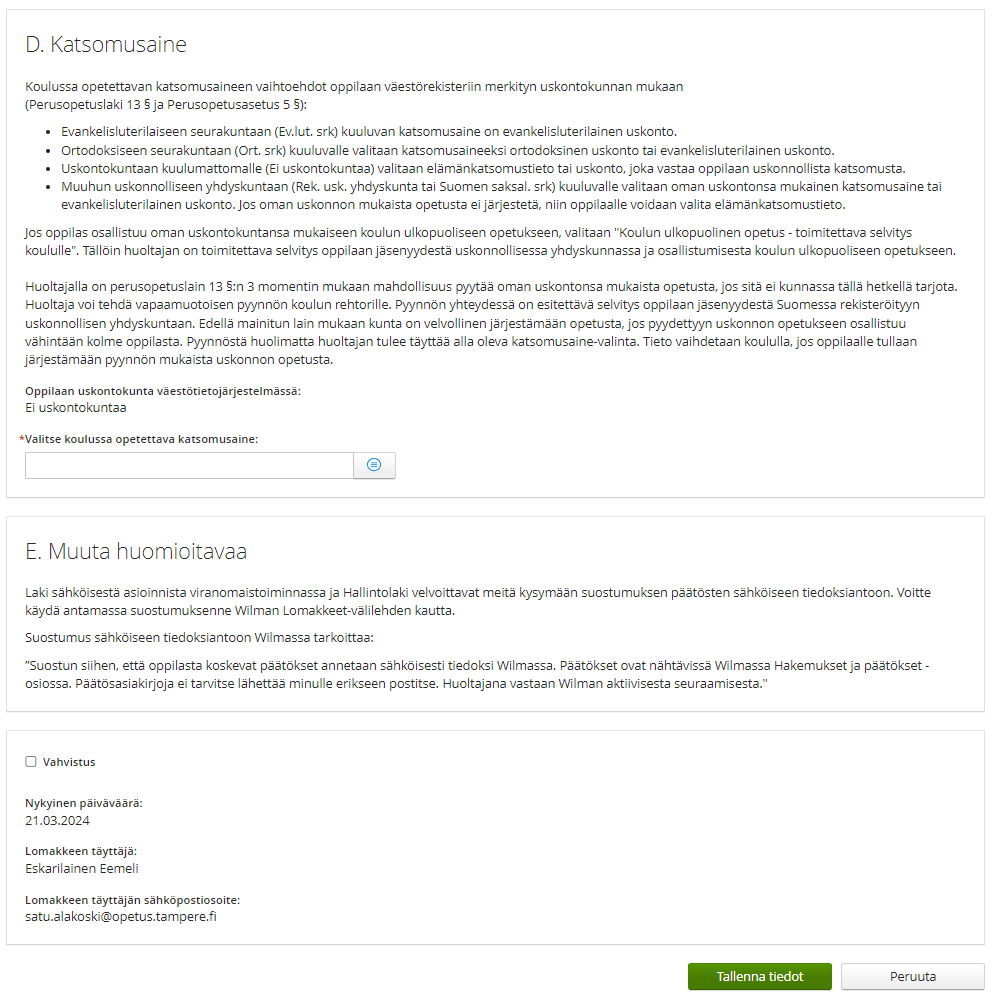 D. Katsomusaine
Koulussa opetettavan katsomusaineen vaihtoehdot oppilaan väestörekisteriin merkityn uskontokunnan mukaan
(Perusopetuslaki 13 § ja Perusopetusasetus 5 §):
• Evankelisluterilaiseen seurakuntaan (Ev.lut. srk) kuuluvan katsomusaine on evankelisluterilainen uskonto.
• Ortodoksiseen seurakuntaan (Ort. srk) kuuluvalle valitaan katsomusaineeksi ortodoksinen uskonto tai evankelisluterilainen uskonto.
• Uskontokuntaan kuulumattomalle (Ei uskontokuntaa) valitaan elämänkatsomustieto tai uskonto, joka vastaa oppilaan uskonnollista katsomusta.
• Muuhun uskonnolliseen yhdyskuntaan (Rek. usk. yhdyskunta tai Suomen saksal. srk) kuuluvalle valitaan oman uskontonsa mukainen katsomusaine tai
evankelisluterilainen uskonto. Jos oman uskonnon mukaista opetusta ei järjestetä, niin oppilaalle voidaan valita elämänkatsomustieto.
Jos oppilas osallistuu oman uskontokuntansa mukaiseen koulun ulkopuoliseen opetukseen, valitaan "Koulun ulkopuolinen opetus - toimitettava selvitys
koululle". Tällöin huoltajan on toimitettava selvitys oppilaan jäsenyydestä uskonnollisessa yhdyskunnassa ja osallistumisesta koulun ulkopuoliseen opetukseen.
Huoltajalla on perusopetuslain 13 §:n 3 momentin mukaan mahdollisuus pyytää oman uskontonsa mukaista opetusta, jos sitä ei kunnassa tällä hetkellä tarjota.
Huoltaja voi tehdä vapaamuotoisen pyynnön koulun rehtorille. Pyynnön yhteydessä on esitettävä selvitys oppilaan jäsenyydestä Suomessa rekisteröityyn
uskonnollisen yhdyskuntaan. Edellä mainitun lain mukaan kunta on velvollinen järjestämään opetusta, jos pyydettyyn uskonnon opetukseen osallistuu
vähintään kolme oppilasta. Pyynnöstä huolimatta huoltajan tulee täyttää alla oleva katsomusaine-valinta. Tieto vaihdetaan koululla, jos oppilaalle tullaan
järjestämään pyynnön mukaista uskonnon opetusta.
Oppilaan uskontokunta väestötietojärjestelmässä:
Ei uskontokuntaa
*Valitse koulussa opetettava katsomusaine:
E. Muuta huomioitavaa
Laki sähköisestä asioinnista viranomaistoiminnassa ja Hallintolaki velvoittavat meitä kysymään suostumuksen päätösten sähköiseen tiedoksiantoon. Voitte
käydä antamassa suostumuksenne Wilman Lomakkeet-välilehden kautta.
Suostumus sähköiseen tiedoksiantoon Wilmassa tarkoittaa:
”Suostun siihen, että oppilasta koskevat päätökset annetaan sähköisesti tiedoksi Wilmassa. Päätökset ovat nähtävissä Wilmassa Hakemukset ja päätökset -
osiossa. Päätösasiakirjoja ei tarvitse lähettää minulle erikseen postitse. Huoltajana vastaan Wilman aktiivisesta seuraamisesta."
Vahvistus
Nykyinen päiväväärä:
21.03.2024
Lomakkeen täyttäjä:
Eskarilainen Eemeli
Lomakkeen täyttäjän sähköpostiosoite:
satu.alakoski@opetus.tampere.fi
Tallenna tiedot
Peruuta